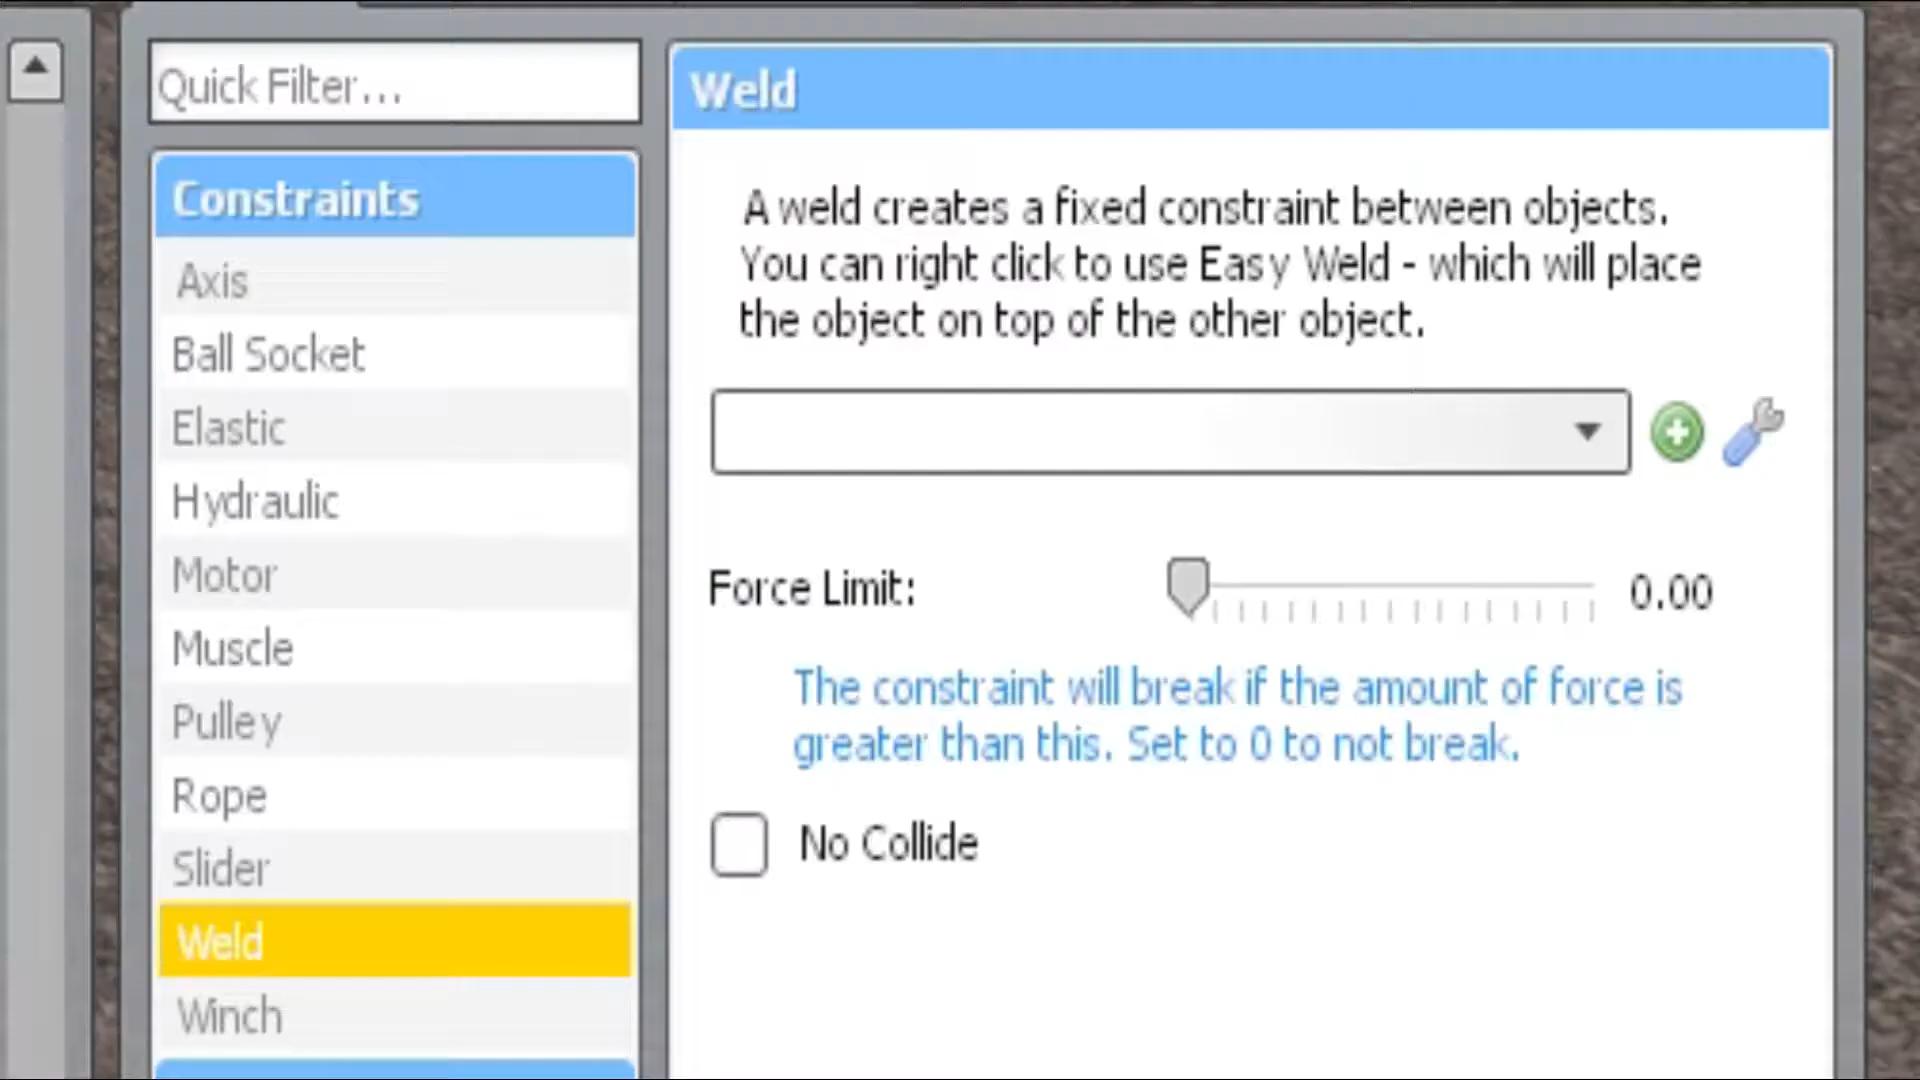 Quick Filter...
Constraints
Axis
Ball Socket
Elastic
Hydraulic
Motor
Muscle
Pulley
Rope
Slider
Weld
Winch
Weld
A weld creates a fixed constraint between objects.
You can right click to use Easy Weld - which will place
the object on top of the other object.
Force Limit:
0.00
The constraint will break if the amount of force is
greater than this. Set to 0 to not break.
No Collide